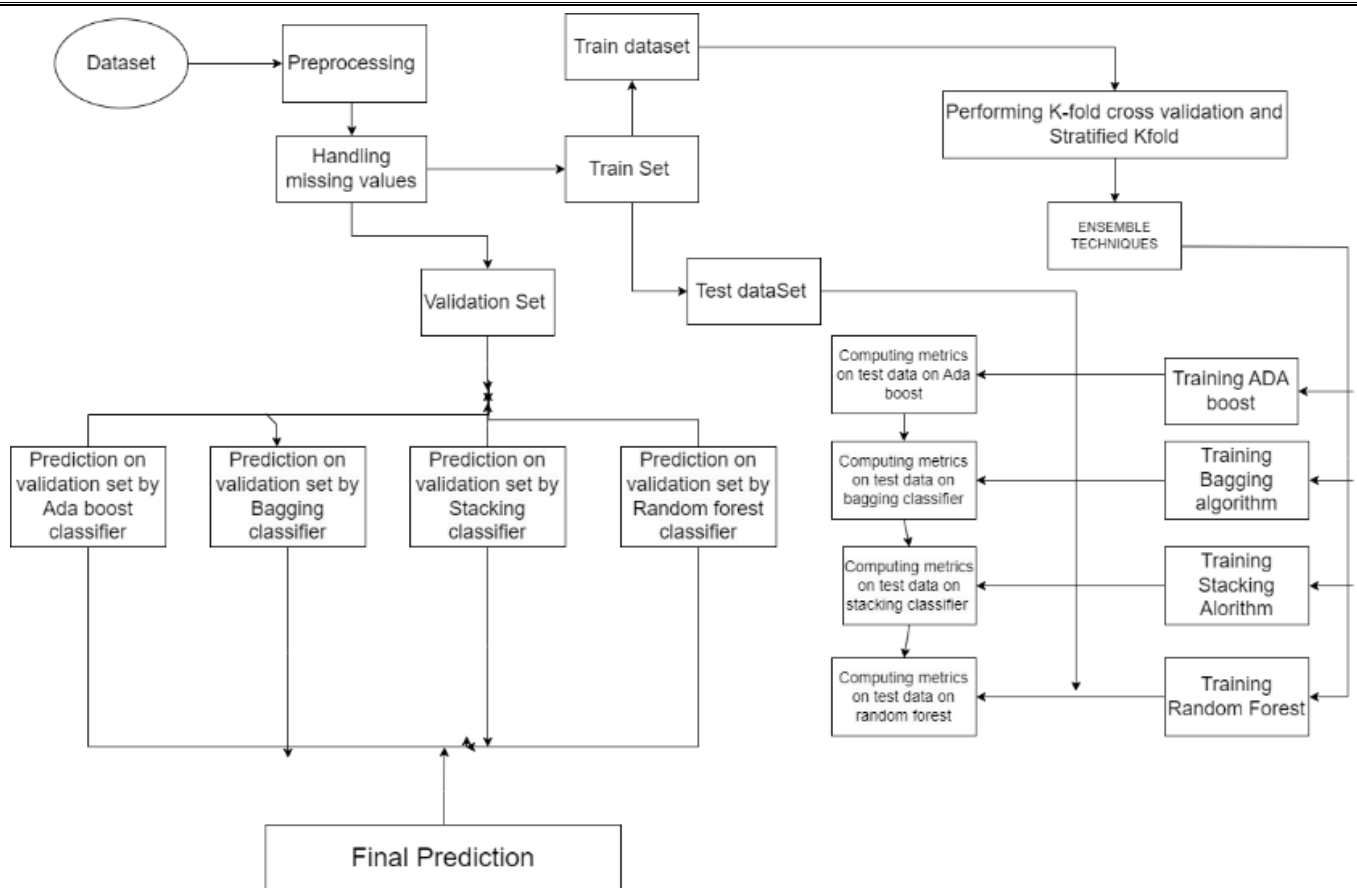 Dataset
Preprocessing
Train dataset
Performing K-fold cross validation and
Stratified Kfold
Handling
missing values
Train Set
ENSEMBLE
TECHNIQUES
Validation Set
Test dataSet
Computing metrics
on test data on Ada
boost
Training ADA
boost
Prediction on
validation set by
Ada boost
classifier
Prediction on
validation set by
Bagging
classifier
Prediction on
validation set by
Stacking
classifier
Prediction on
validation set by
Random forest
classifier
Computing metrics
on test data on
bagging classifier
Training
Bagging
algorithm
Computing metrics
on test data on
stacking classifier
Training
Stacking
Alorithm
Computing metrics
on test data on
random forest
Training
Random Forest
Final Prediction